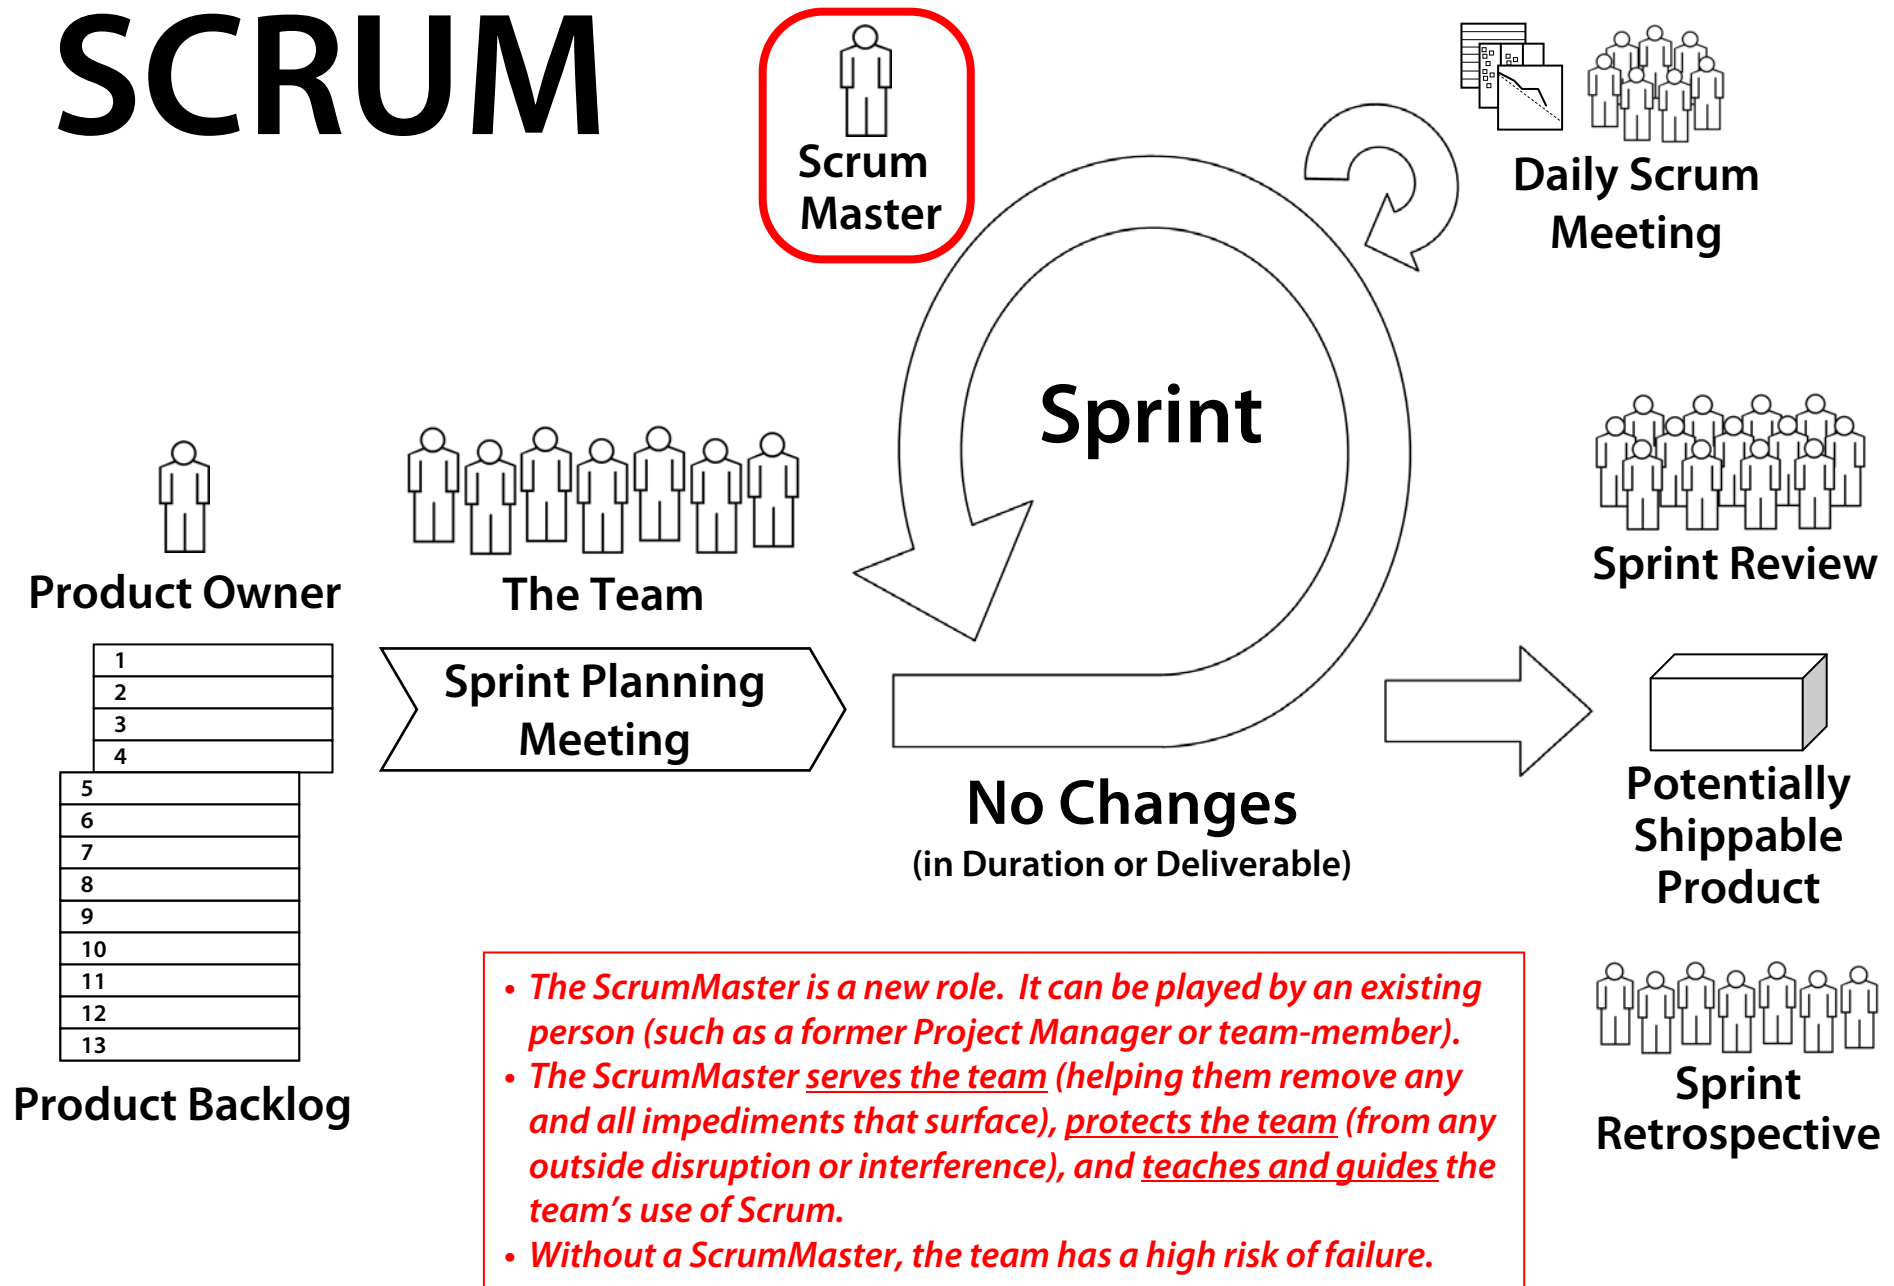 SCRUM
Scrum
Master
Daily Scrum
Meeting
Sprint
Product Owner
The Team
Sprint Review
1
2
3
4
5
6
7
8
9
10
11
12
13
Product Backlog
Sprint Planning
Meeting
No Changes
(in Duration or Deliverable)
Potentially
Shippable
Product
Sprint
Retrospective
• The ScrumMaster is a new role.  It can be played by an existing
person (such as a former Project Manager or team-member).
• The ScrumMaster serves the team (helping them remove any
and all impediments that surface), protects the team (from any
outside disruption or interference), and teaches and guides the
team’s use of Scrum.
• Without a ScrumMaster, the team has a high risk of failure.